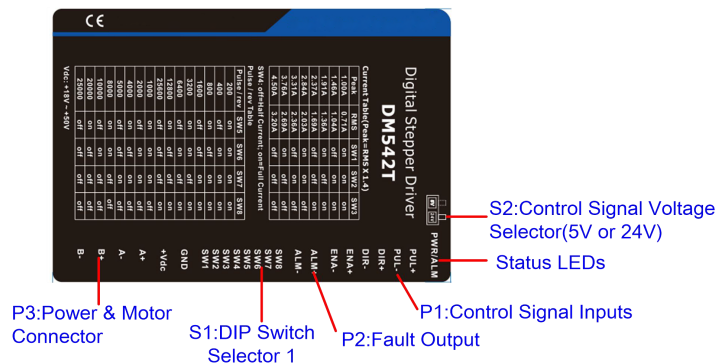 CE
Digital Stepper Driver
DM542T
Current Table(Peak=RMS X 1.4)
Peak RMS SW1 SW2 SW3
1.00A 0.71A on on on
1.46A 1.04A off on on
1.91A 1.36A on off on
2.37A 1.69A off off on
2.84A 2.03A on on off
3.31A 2.36A off on off
3.76A 2.69A on off off
4.50A 3.20A off off off
SW4: off=Half Current; on=Full Current
Pulse / rev Table
Pulse / rev SW5 SW6 SW7 SW8
200 on on on on
400 off on on on
800 on off on on
1600 off off on on
3200 on on off on
6400 off on off on
12800 on off off on
25600 off off off on
1000 on on on off
2000 off on on off
4000 on off on off
5000 off off on off
8000 on on off off
10000 off on off off
20000 on off off off
25000 off off off off
Vdc: +18V ~ +50V
5V 24V
PWR/ALM
PUL+
PUL-
DIR+
DIR-
ENA+
ENA-
ALM+
ALM-
SW8
SW7
SW6
SW5
SW4
SW3
SW2
SW1
GND
+Vdc
A+
A-
B+
B-
S2:Control Signal Voltage
Selector(5V or 24V)
Status LEDs
P1:Control Signal Inputs
P2:Fault Output
S1:DIP Switch
Selector 1
P3:Power & Motor
Connector